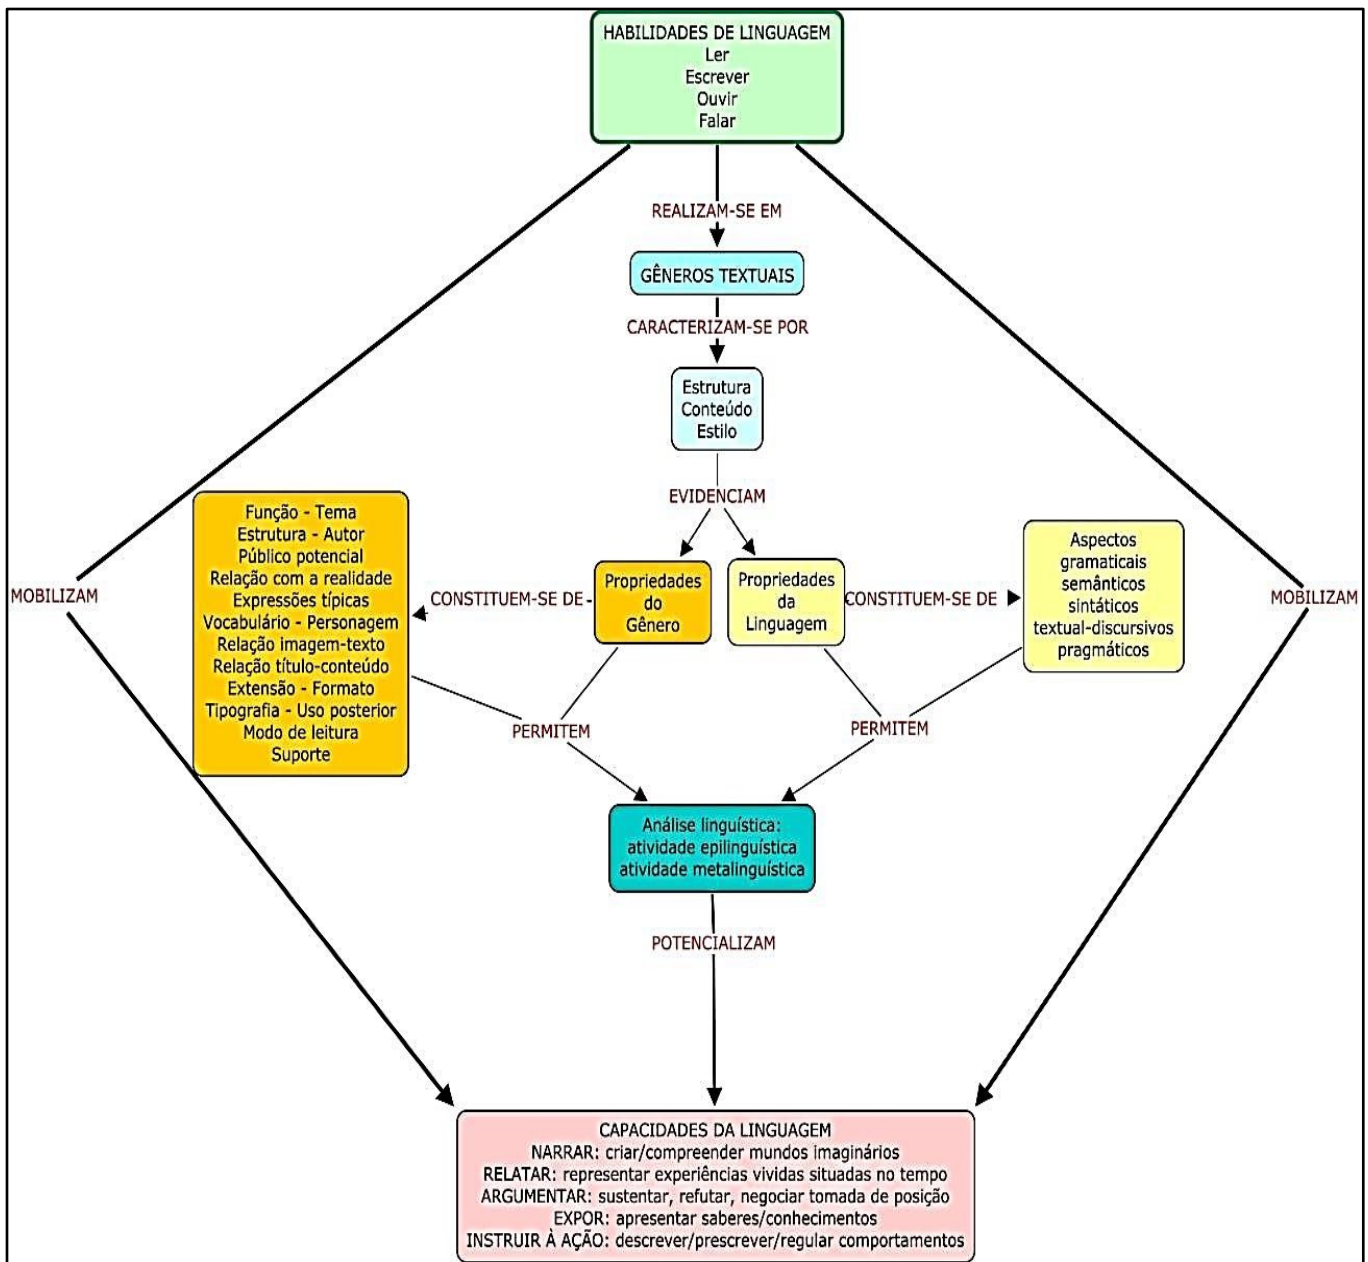 HABILIDADES DE LINGUAGEM
Ler
Escrever
Ouvir
Falar
REALIZAM-SE EM
GÊNEROS TEXTUAIS
CARACTERIZAM-SE POR
Estrutura
Conteúdo
Estilo
EVIDENCIAM
MOBILIZAM
Função - Tema
Estrutura - Autor
Público potencial
Relação com a realidade
Expressões típicas
Vocabulário - Personagem
Relação imagem-texto
Relação título-conteúdo
Extensão - Formato
Tipografia - Uso posterior
Modo de leitura
Suporte
CONSTITUEM-SE DE
Propriedades
do
Gênero
Propriedades
da
Linguagem
CONSTITUEM-SE DE
Aspectos
gramaticais
semânticos
sintáticos
textual-discursivos
pragmáticos
MOBILIZAM
PERMITEM
PERMITEM
Análise linguística:
atividade epilinguística
atividade metalinguística
POTENCIALIZAM
CAPACIDADES DA LINGUAGEM
NARRAR: criar/compreender mundos imaginários
RELATAR: representar experiências vividas situadas no tempo
ARGUMENTAR: sustentar, refutar, negociar tomada de posição
EXPOR: apresentar saberes/conhecimentos
INSTRUIR À AÇÃO: descrever/prescrever/regular comportamentos